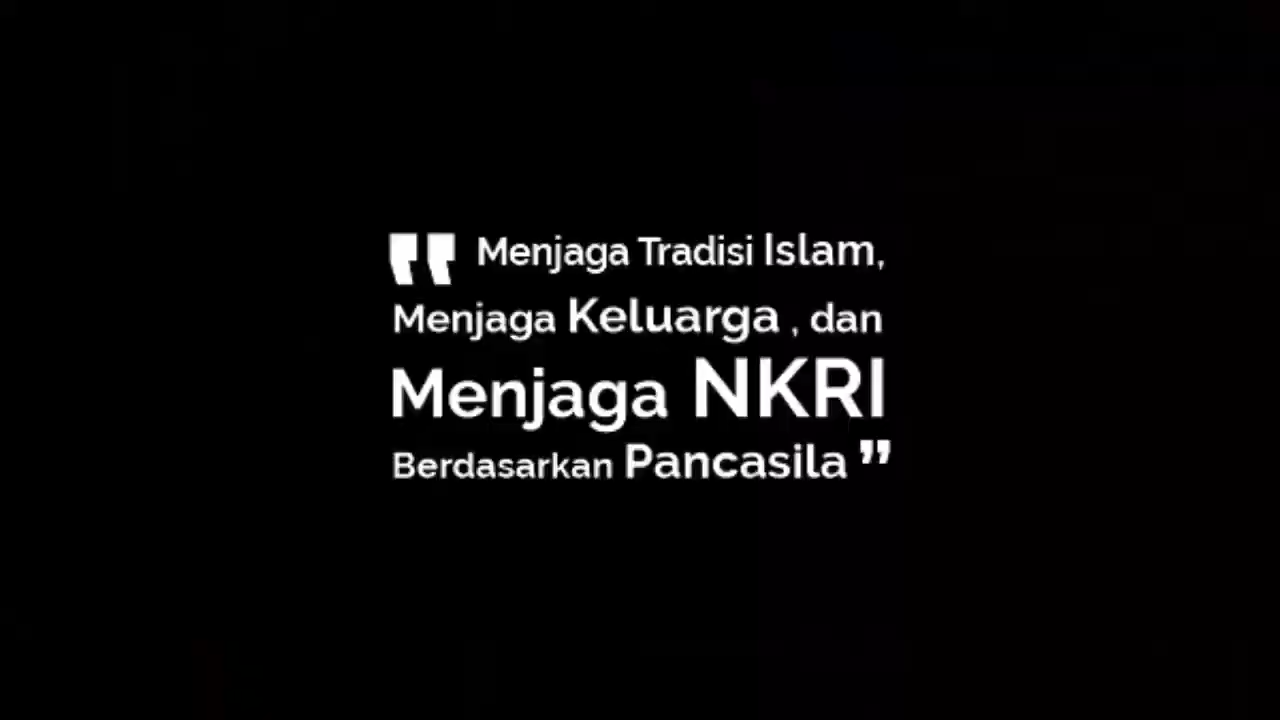 " Menjaga Tradisi Islam,
Menjaga Keluarga , dan
Menjaga NKRI
Berdasarkan Pancasila "